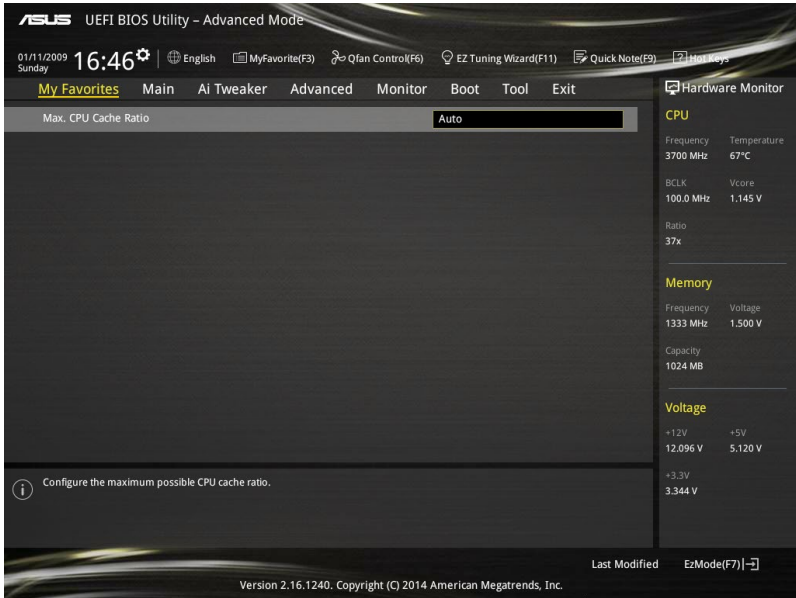 ASUS UEFI BIOS Utility – Advanced Mode
01/11/2009 Sunday 16:46 English MyFavorite(F3) Qfan Control(F6) EZ Tuning Wizard(F11) Quick Note(F9) ? Hot Keys
My Favorites Main Ai Tweaker Advanced Monitor Boot Tool Exit
Max. CPU Cache Ratio Auto
Hardware Monitor
CPU
Frequency Temperature
3700 MHz 67°C
BCLK Vcore
100.0 MHz 1.145 V
Ratio
37x
Memory
Frequency Voltage
1333 MHz 1.500 V
Capacity
1024 MB
Voltage
+12V +5V
12.096 V 5.120 V
+3.3V
3.344 V
Configure the maximum possible CPU cache ratio.
Last Modified EzMode(F7)
Version 2.16.1240. Copyright (C) 2014 American Megatrends, Inc.